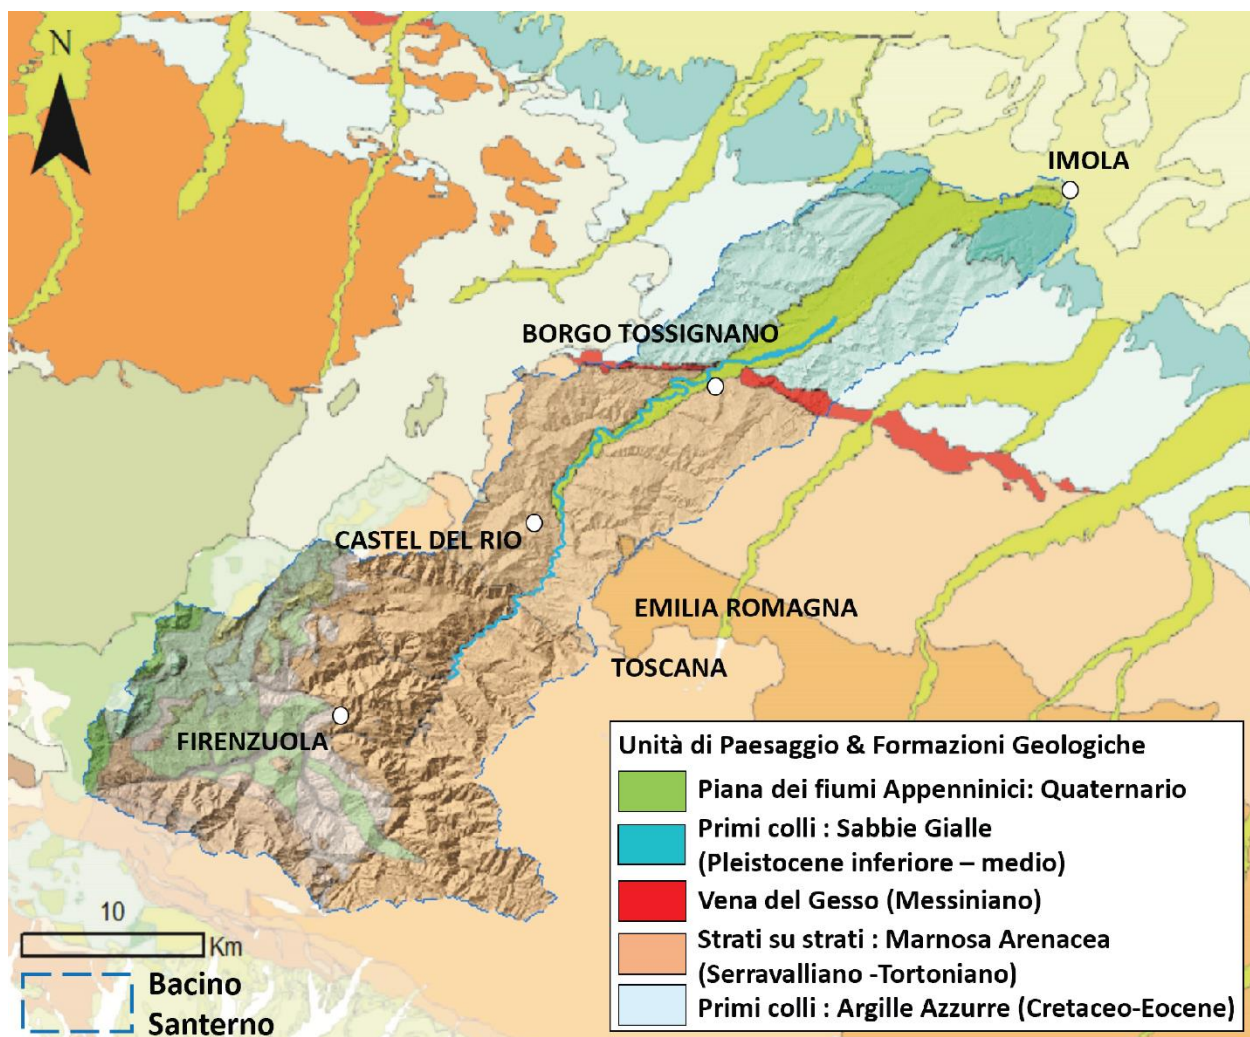 N
IMOLA
BORGO TOSSIGNANO
CASTEL DEL RIO
EMILIA ROMAGNA
TOSCANA
FIRENZUOLA
Unità di Paesaggio & Formazioni Geologiche
Piana dei fiumi Appenninici: Quaternario
Primi colli : Sabbie Gialle
(Pleistocene inferiore – medio)
Vena del Gesso (Messiniano)
Strati su strati : Marnosa Arenacea
(Serravalliano -Tortoniano)
Primi colli : Argille Azzurre (Cretaceo-Eocene)
10
Km
Bacino
Santerno